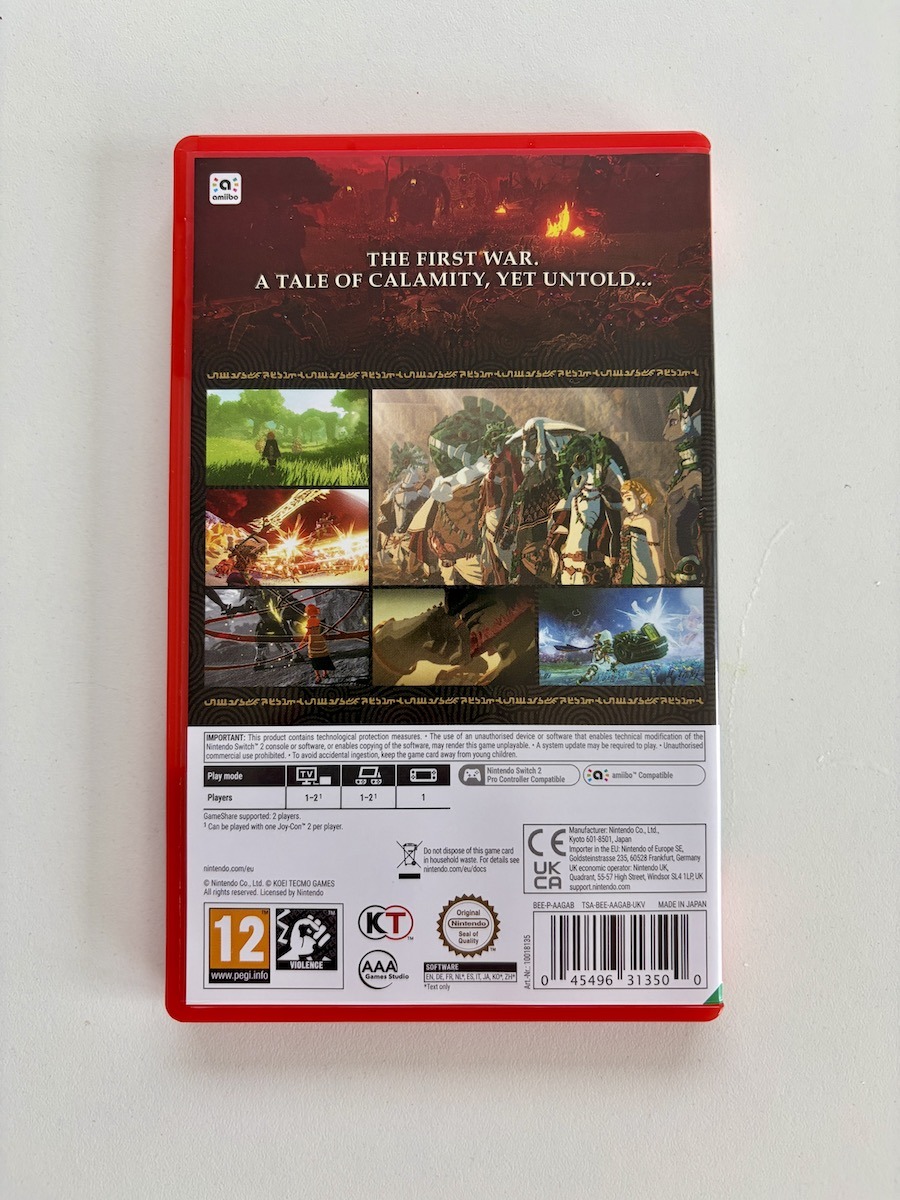 amiibo
THE FIRST WAR.
A TALE OF CALAMITY, YET UNTOLD...
IMPORTANT: This product contains technological protection measures. • The use of an unauthorised device or software that enables technical modification of the
Nintendo Switch™ 2 console or software, or enables copying of the software, may render this game unplayable. • A system update may be required to play. • Unauthorised
commercial use prohibited. • To avoid accidental ingestion, keep the game card away from young children.
Play mode
TV
Players
1-2¹
1-2¹
1
Nintendo Switch 2
Pro Controller Compatible
amiibo™ Compatible
GameShare supported: 2 players.
¹ Can be played with one Joy-Con™ 2 per player.
Do not dispose of this game card
in household waste. For details see
nintendo.com/eu/docs
CE
UK
CA
Manufacturer: Nintendo Co., Ltd.,
Kyoto 601-8501, Japan
Importer in the EU: Nintendo of Europe SE,
Goldsteinstrasse 235, 60528 Frankfurt, Germany
UK economic operator: Nintendo UK,
Quadrant, 55-57 High Street, Windsor SL4 1LP, UK
support.nintendo.com
nintendo.com/eu
© Nintendo Co., Ltd. © KOEI TECMO GAMES
All rights reserved. Licensed by Nintendo
BEE-P-AAGAB TSA-BEE-AAGAB-UKV MADE IN JAPAN
12
™
www.pegi.info
VIOLENCE
™
KT™
AAA
Games Studio
Original
Nintendo
Seal of
Quality
™
SOFTWARE
EN, DE, FR, NL*, ES, IT, JA, KO*, ZH*
*Text only
Art.-Nr.: 10018135
0 45496 31350 0